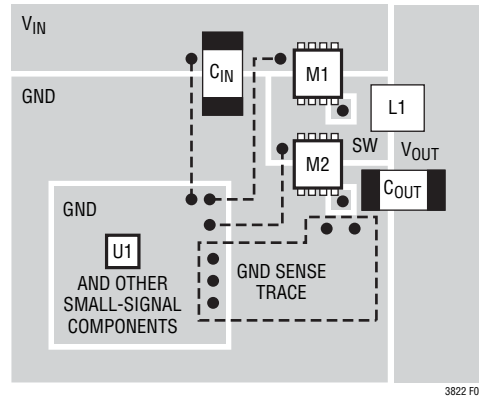 VIN
GND
CIN
M1
L1
SW
VOUT
M2
COUT
GND
U1
AND OTHER
SMALL-SIGNAL
COMPONENTS
GND SENSE
TRACE
3822 F0